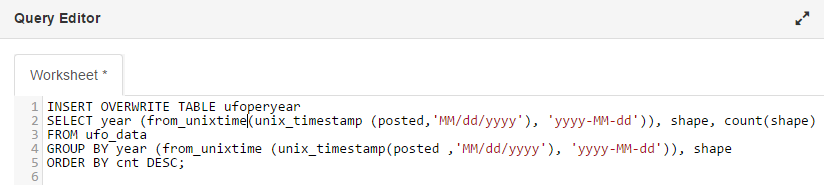 Query Editor
Worksheet *
1 INSERT OVERWRITE TABLE ufoperyear
2 SELECT year (from_unixtime(unix_timestamp (posted,'MM/dd/yyyy'), 'yyyy-MM-dd')), shape, count(shape)
3 FROM ufo_data
4 GROUP BY year (from_unixtime (unix_timestamp(posted ,'MM/dd/yyyy'), 'yyyy-MM-dd')), shape
5 ORDER BY cnt DESC;
6